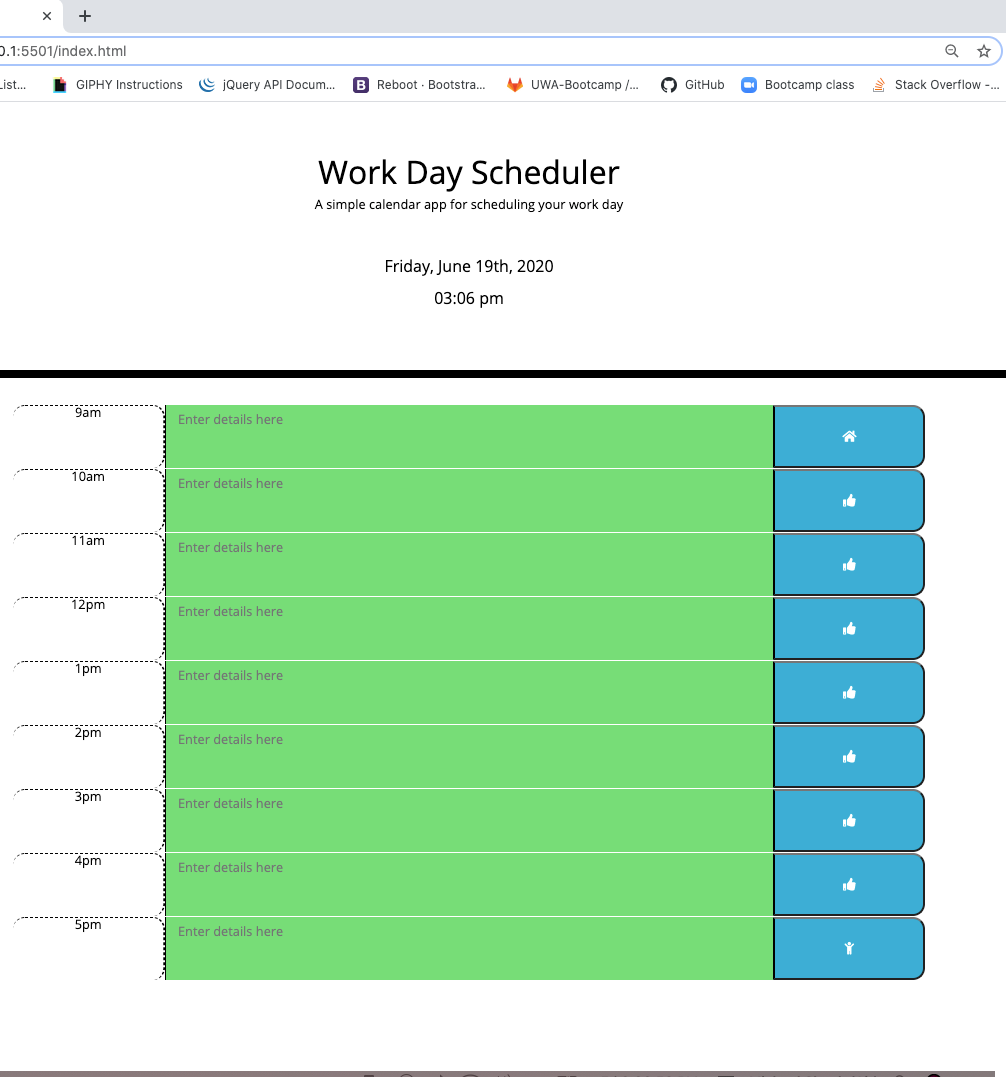 0.1:5501/index.html
List... GIPHY Instructions jQuery API Docum... B Reboot · Bootstra... UWA-Bootcamp /... GitHub Bootcamp class Stack Overflow -...
Work Day Scheduler
A simple calendar app for scheduling your work day
Friday, June 19th, 2020
03:06 pm
9am Enter details here
10am Enter details here
11am Enter details here
12pm Enter details here
1pm Enter details here
2pm Enter details here
3pm Enter details here
4pm Enter details here
5pm Enter details here